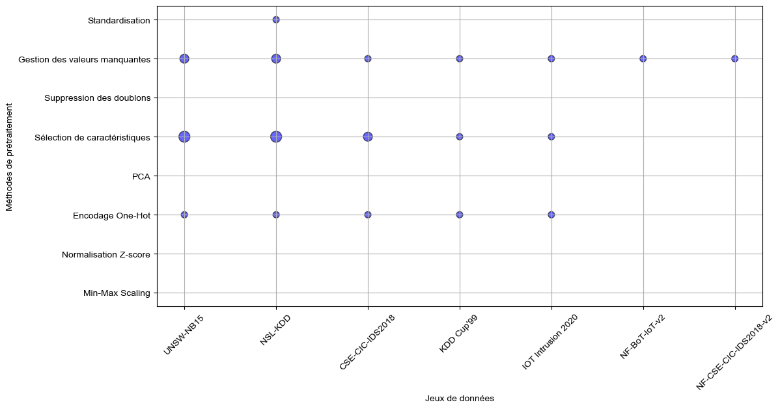 Standardisation
Gestion des valeurs manquantes
Suppression des doublons
Sélection de caractéristiques
PCA
Encodage One-Hot
Normalisation Z-score
Min-Max Scaling
Méthodes de prétraitement
UNSW-NB15
NSL-KDD
CSE-CIC-IDS2018
KDD Cup'99
IOT Intrusion 2020
NF-BoT-IoT-v2
NF-CSE-CIC-IDS2018-v2
Jeux de données